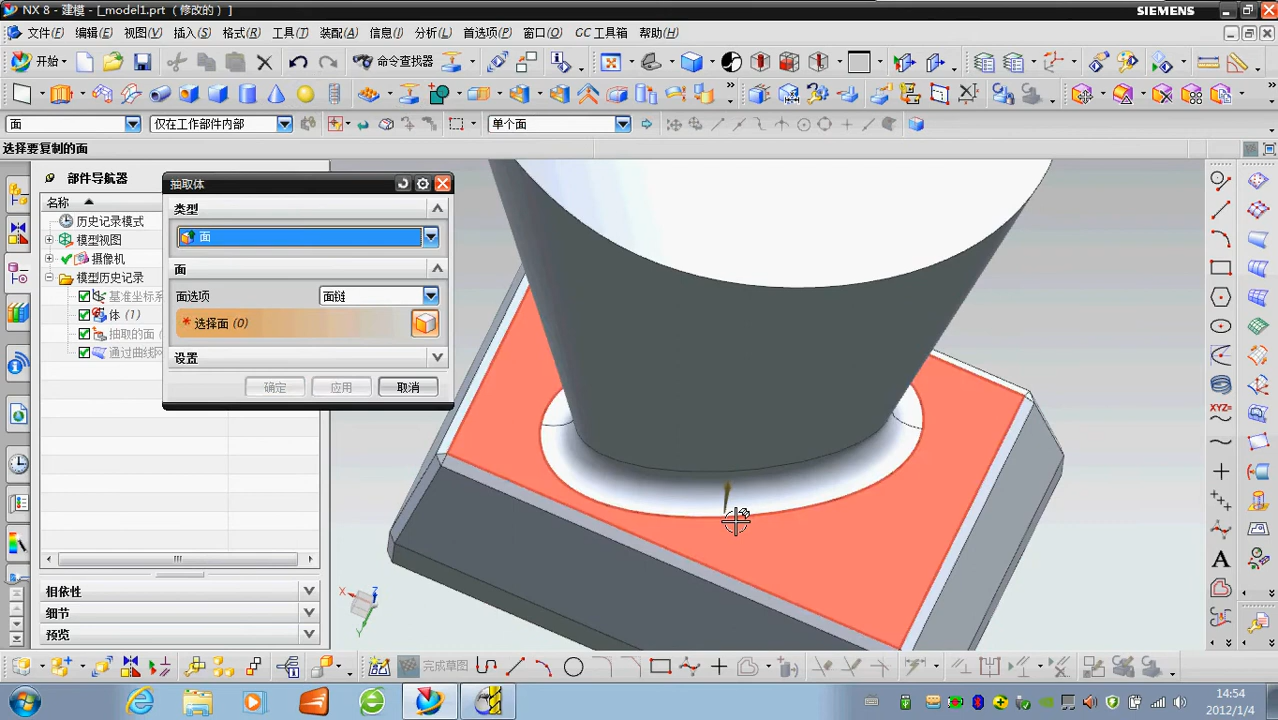 NX 8 - 建模 - [_model1.prt （修改的）]
SIEMENS
文件(F) 编辑(E) 视图(V) 插入(S) 格式(R) 工具(T) 装配(A) 信息(I) 分析(L) 首选项(P) 窗口(O) GC 工具箱 帮助(H)
开始 命令查找器
面 仅在工作部件内部 单个面
选择要复制的面
部件导航器
名称
历史记录模式
模型视图
摄像机
模型历史记录
基准坐标系
体 (1)
抽取的面 (
通过曲线网
抽取体
类型
面
面
面选项 面链
* 选择面 (0)
设置
确定 应用 取消
相依性
细节
预览
X Z
Y
XYZ=
A
完成草图
14:54
2012/1/4